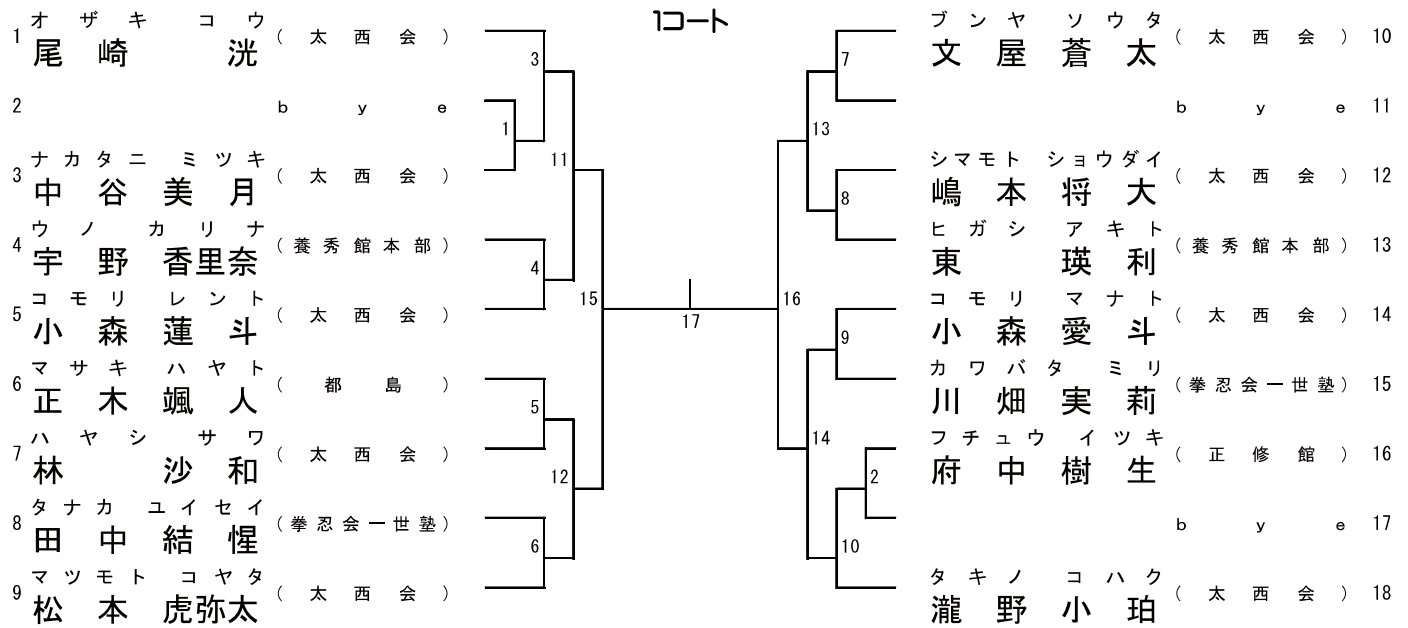 1コート
オザキ コウ
1 尾崎 洸 (太西会)
2 bye
ナカタニ ミツキ
3 中谷美月 (太西会)
ウノ カリナ
4 宇野香里奈 (養秀館本部)
コモリ レント
5 小森蓮斗 (太西会)
マサキ ハヤト
6 正木颯人 (都島)
ハヤシ サワ
7 林 沙和 (太西会)
タナカ ユイセイ
8 田中結惺 (拳忍会一世塾)
マツモト コヤタ
9 松本虎弥太 (太西会)
3
1
11
4
15
5
12
6
17
7
13
8
16
9
14
2
10
ブンヤ ソウタ
文屋蒼太 (太西会) 10
bye 11
シマモト ショウダイ
嶋本将大 (太西会) 12
ヒガシ アキト
東 瑛利 (養秀館本部) 13
コモリ マナト
小森愛斗 (太西会) 14
カワバタ ミリ
川畑実莉 (拳忍会一世塾) 15
フチュウ イツキ
府中樹生 (正修館) 16
bye 17
タキノ コハク
瀧野小珀 (太西会) 18